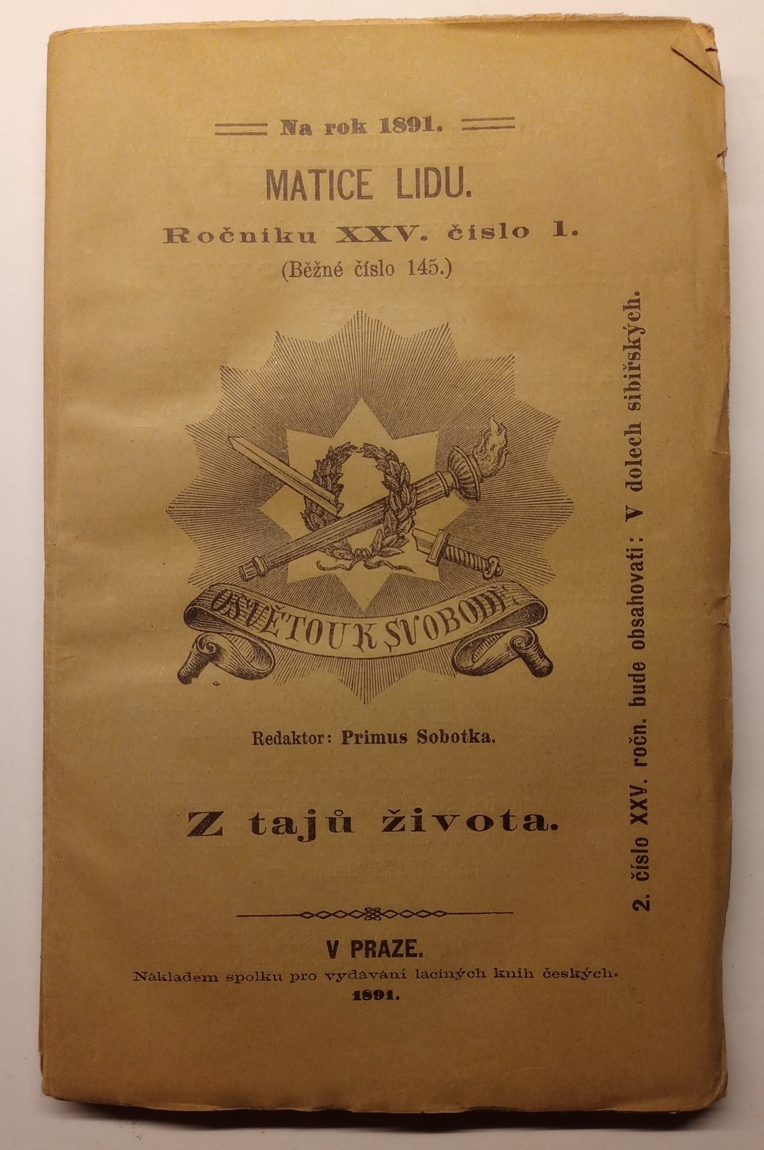 Na rok 1891.
MATICE LIDU.
Ročníku XXV. číslo 1.
(Běžné číslo 145.)
OSVĚTOU K SVOBODĚ
Redaktor: Primus Sobotka.
Z tajů života.
V PRAZE.
Nákladem spolku pro vydávání laciných knih českých.
1891.
2. číslo XXV. ročn. bude obsahovati: V dolech sibiřských.